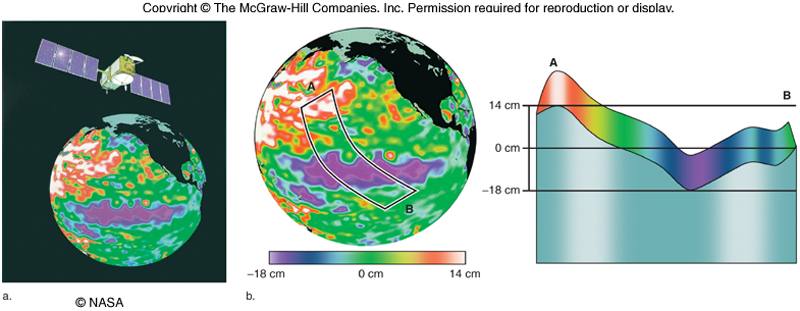 Copyright © The McGraw-Hill Companies, Inc. Permission required for reproduction or display.
A
B
−18 cm
0 cm
14 cm
A
B
14 cm
0 cm
−18 cm
a.
© NASA
b.